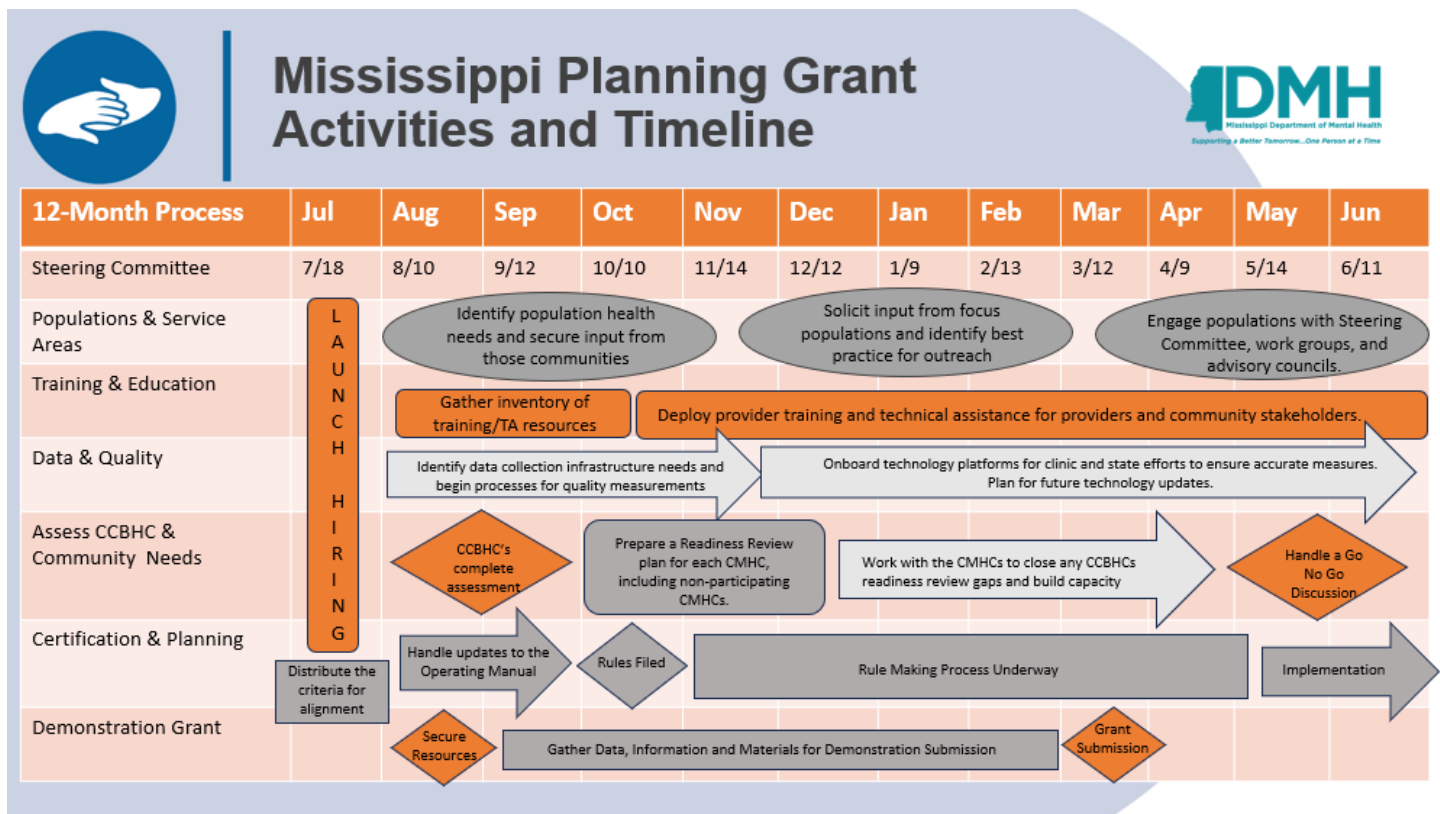 Mississippi Planning Grant
Activities and Timeline
DMH
Mississippi Department of Mental Health
Supporting a Better Tomorrow...One Person at a Time
12-Month Process Jul Aug Sep Oct Nov Dec Jan Feb Mar Apr May Jun
Steering Committee 7/18 8/10 9/12 10/10 11/14 12/12 1/9 2/13 3/12 4/9 5/14 6/11
LAUNCH HIRING
Populations & Service
Areas
Identify population health
needs and secure input from
those communities
Solicit input from focus
populations and identify best
practice for outreach
Engage populations with Steering
Committee, work groups, and
advisory councils.
Training & Education
Gather inventory of
training/TA resources
Deploy provider training and technical assistance for providers and community stakeholders.
Data & Quality
Identify data collection infrastructure needs and
begin processes for quality measurements
Onboard technology platforms for clinic and state efforts to ensure accurate measures.
Plan for future technology updates.
Assess CCBHC &
Community Needs
CCBHC's
complete
assessment
Prepare a Readiness Review
plan for each CMHC,
including non-participating
CMHCs.
Work with the CMHCs to close any CCBHCs
readiness review gaps and build capacity
Handle a Go
No Go
Discussion
Certification & Planning
Distribute the
criteria for
alignment
Handle updates to the
Operating Manual
Rules Filed
Rule Making Process Underway
Implementation
Demonstration Grant
Secure
Resources
Gather Data, Information and Materials for Demonstration Submission
Grant
Submission